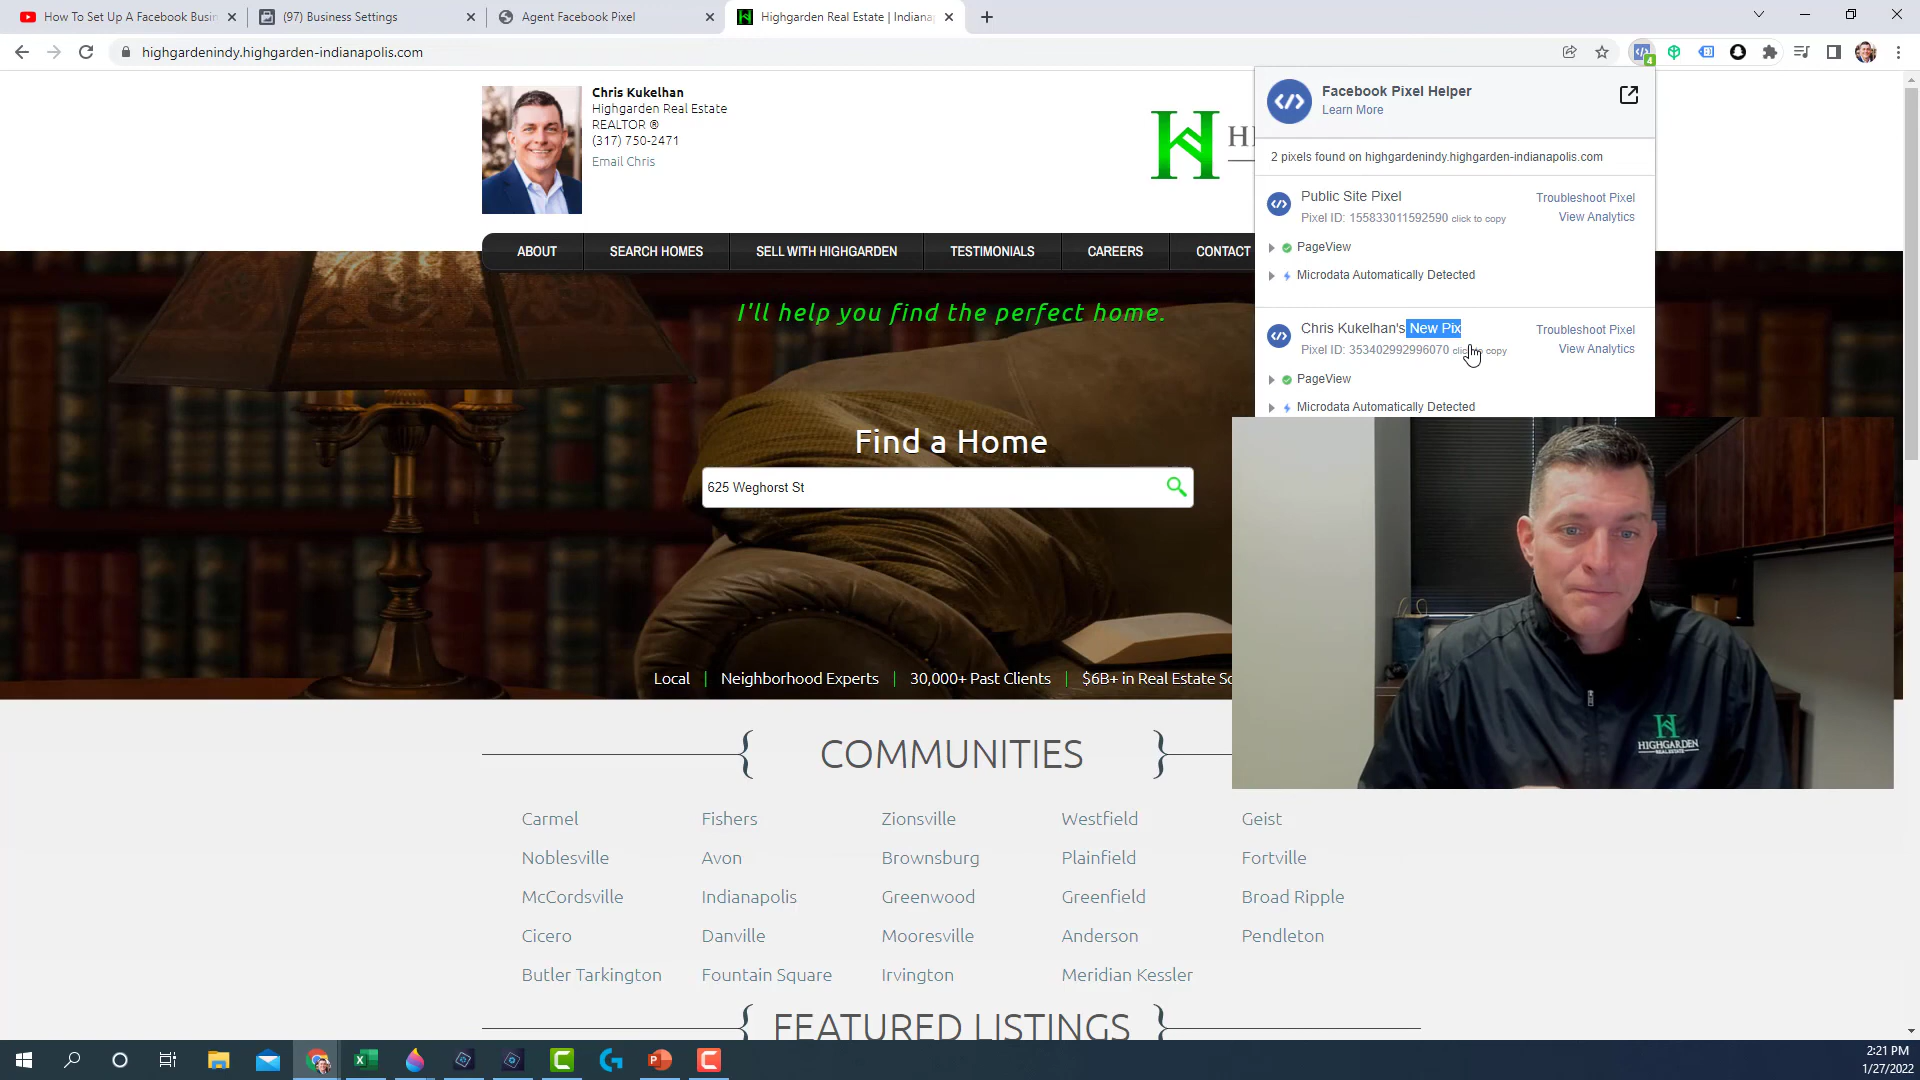 How To Set Up A Facebook Busin
(97) Business Settings
Agent Facebook Pixel
Highgarden Real Estate | Indiana
highgardenindy.highgarden-indianapolis.com
4
Chris Kukelhan
Highgarden Real Estate
REALTOR ®
(317) 750-2471
Email Chris
ABOUT
SEARCH HOMES
SELL WITH HIGHGARDEN
TESTIMONIALS
CAREERS
CONTACT
I'll help you find the perfect home.
Find a Home
625 Weghorst St
Local | Neighborhood Experts | 30,000+ Past Clients | $6B+ in Real Estate So
Facebook Pixel Helper
Learn More
2 pixels found on highgardenindy.highgarden-indianapolis.com
Public Site Pixel
Troubleshoot Pixel
Pixel ID: 155833011592590 click to copy
View Analytics
PageView
Microdata Automatically Detected
Chris Kukelhan's New Pix
Troubleshoot Pixel
Pixel ID: 353402992996070 click to copy
View Analytics
PageView
Microdata Automatically Detected
HIGHGARDEN
REAL ESTATE
COMMUNITIES
Carmel Fishers Zionsville Westfield Geist
Noblesville Avon Brownsburg Plainfield Fortville
McCordsville Indianapolis Greenwood Greenfield Broad Ripple
Cicero Danville Mooresville Anderson Pendleton
Butler Tarkington Fountain Square Irvington Meridian Kessler
FEATURED LISTINGS
2:21 PM
1/27/2022